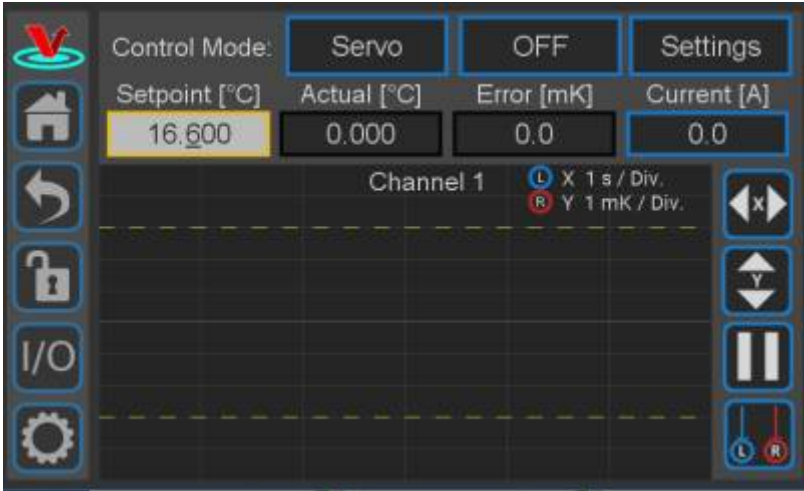 Control Mode: Servo OFF Settings
Setpoint [°C] Actual [°C] Error [mK] Current [A]
16.600 0.000 0.0 0.0
Channel 1 L X 1 s / Div.
R Y 1 mK / Div.
X
Y
I/O
L R